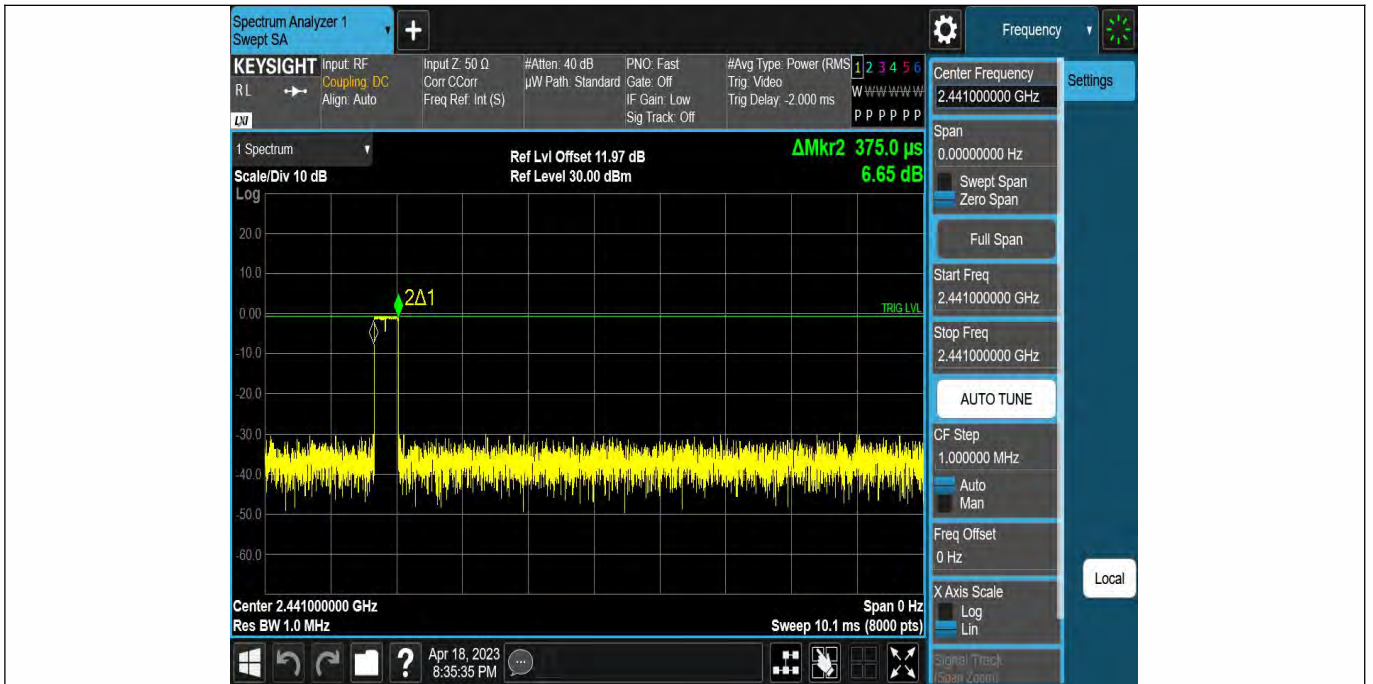 Spectrum Analyzer 1
Swept SA
+
Frequency
KEYSIGHT
RL
LXI
Input: RF
Coupling: DC
Align: Auto
Input Z: 50 Ω
Corr CCorr
Freq Ref: Int (S)
#Atten: 40 dB
µW Path: Standard
PNO: Fast
Gate: Off
IF Gain: Low
Sig Track: Off
#Avg Type: Power (RMS
Trig: Video
Trig Delay: -2.000 ms
1 2 3 4 5 6
W W W W W W
P P P P P P
Center Frequency
2.441000000 GHz
Settings
1 Spectrum
Scale/Div 10 dB
Ref Lvl Offset 11.97 dB
Ref Level 30.00 dBm
ΔMkr2 375.0 µs
6.65 dB
Span
0.00000000 Hz
Swept Span
Zero Span
Full Span
Start Freq
2.441000000 GHz
Stop Freq
2.441000000 GHz
AUTO TUNE
CF Step
1.000000 MHz
Auto
Man
Freq Offset
0 Hz
X Axis Scale
Log
Lin
Signal Track
(Span Zoom)
Local
Log
20.0
10.0
0.00
-10.0
-20.0
-30.0
-40.0
-50.0
-60.0
2Δ1
TRIG LVL
Center 2.441000000 GHz
Res BW 1.0 MHz
Span 0 Hz
Sweep 10.1 ms (8000 pts)
?
Apr 18, 2023
8:35:35 PM